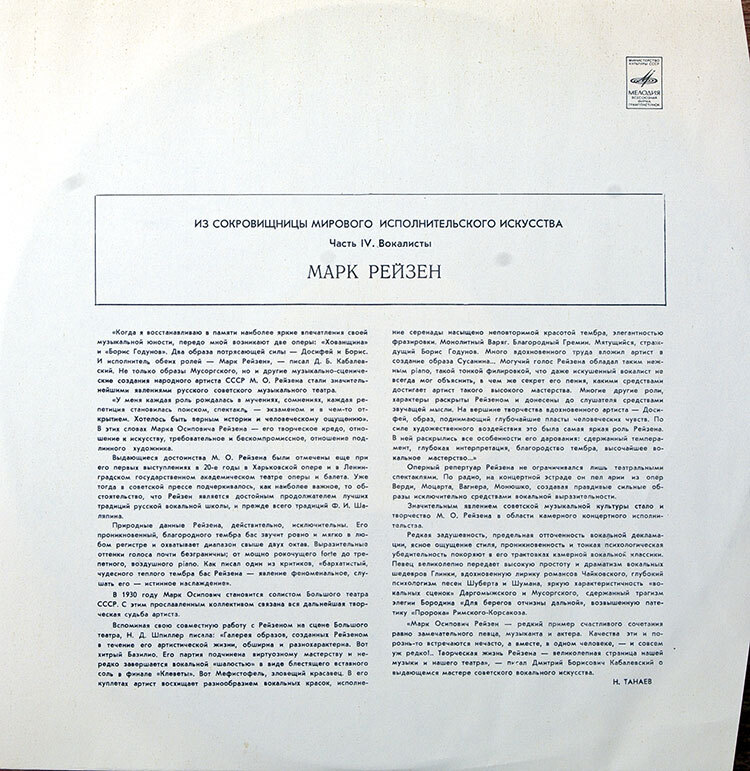 МИНИСТЕРСТВО
КУЛЬТУРЫ СССР
МЕЛОДИЯ
ВСЕСОЮЗНАЯ
ФИРМА
ГРАМПЛАСТИНОК
ИЗ СОКРОВИЩНИЦЫ МИРОВОГО ИСПОЛНИТЕЛЬСКОГО ИСКУССТВА
Часть IV. Вокалисты
МАРК РЕЙЗЕН
«Когда я восстанавливаю в памяти наиболее яркие впечатления своей
музыкальной юности, передо мной возникают две оперы: «Хованщина»
и «Борис Годунов». Два образа потрясающей силы — Досифей и Борис.
И исполнитель обеих ролей — Марк Рейзен», — писал Д. Б. Кабалев-
ский. Не только образы Мусоргского, но и другие музыкально-сцениче-
ские создания народного артиста СССР М. О. Рейзена стали значитель-
нейшими явлениями русского советского музыкального театра.
«У меня каждая роль рождалась в мучениях, сомнениях, каждая ре-
петиция становилась поиском, спектакль — экзаменом и в чем-то от-
крытием. Хотелось быть верным истории и человеческому ощущению».
В этих словах Марка Осиповича Рейзена — его творческое кредо, отно-
шение к искусству, требовательное и бескомпромиссное, отношение под-
линного художника.
Выдающиеся достоинства М. О. Рейзена были отмечены еще при
его первых выступлениях в 20-е годы в Харьковской опере и в Ленин-
градском государственном академическом театре оперы и балета. Уже
тогда в советской прессе подчеркивалось, как наиболее важное, то об-
стоятельство, что Рейзен является достойным продолжателем лучших
традиций русской вокальной школы, и прежде всего традиций Ф. И. Ша-
ляпина.
Природные данные Рейзена, действительно, исключительны. Его
проникновенный, благородного тембра бас звучит ровно и мягко в лю-
бом регистре и охватывает диапазон свыше двух октав. Выразительные
оттенки голоса почти безграничны; от мощно рокочущего forte до тре-
петного, воздушного piano. Как писал один из критиков, «бархатистый,
чудесного теплого тембра бас Рейзена — явление феноменальное, слу-
шать его — истинное наслаждение».
В 1930 году Марк Осипович становится солистом Большого театра
СССР. С этим прославленным коллективом связана вся дальнейшая твор-
ческая судьба артиста.
Вспоминая свою совместную работу с Рейзеном на сцене Большого
театра, Н. Д. Шпиллер писала: «Галерея образов, созданных Рейзеном
в течение его артистической жизни, обширна и разнохарактерна. Вот
хитрый Базилио. Его партия подчинена виртуозному мастерству и не-
редко завершается вокальной «шалостью» в виде блестящего вставного
соль в финале «Клеветы». Вот Мефистофель, зловещий красавец. В его
куплетах артист восхищает разнообразием вокальных красок, исполне-
ние серенады насыщено неповторимой красотой тембра, элегантностью
фразировки. Монолитный Варяг. Благородный Гремин. Мятущийся, стра-
дущий Борис Годунов. Много вдохновенного труда вложил артист в
создание образа Сусанина... Могучий голос Рейзена обладал таким неж-
ным piano, такой тонкой филировкой, что даже искушенный вокалист не
всегда мог объяснить, в чем же секрет его пения, какими средствами
достигает артист такого высокого мастерства. Многие другие роли,
характеры раскрыты Рейзеном и донесены до слушателя средствами
звучащей мысли. На вершине творчества вдохновенного артиста — Доси-
фей, образ, поднимающий глубочайшие пласты человеческих чувств. По
силе художественного воздействия это была самая яркая роль Рейзена.
В ней раскрылись все особенности его дарования: сдержанный темпера-
мент, глубокая интерпретация, благородство тембра, высочайшее во-
кальное мастерство...»
Оперный репертуар Рейзена не ограничивался лишь театральными
спектаклями. По радио, на концертной эстраде он пел арии из опер
Верди, Моцарта, Вагнера, Монюшко, создавая правдивые сильные об-
разы исключительно средствами вокальной выразительности.
Значительным явлением советской музыкальной культуры стало и
творчество М. О. Рейзена в области камерного концертного исполни-
тельства.
Редкая задушевность, предельная отточенность вокальной деклама-
ции, ясное ощущение стиля, проникновенность и тонкая психологическая
убедительность покоряют в его трактовках камерной вокальной классики.
Певец великолепно передает высокую простоту и драматизм вокальных
шедевров Глинки, вдохновенную лирику романсов Чайковского, глубокий
психологизм песен Шуберта и Шумана, яркую характеристичность «во-
кальных сценок» Даргомыжского и Мусоргского, сдержанный трагизм
элегии Бородина «Для берегов отчизны дальной», возвышенную пате-
тику «Пророка» Римского-Корсакова.
«Марк Осипович Рейзен — редкий пример счастливого сочетания
равно замечательного певца, музыканта и актера. Качества эти и по-
рознь-то встречаются нечасто, а вместе, в одном человеке, — и совсем
уж редко!.. Творческая жизнь Рейзена — великолепная страница нашей
музыки и нашего театра», — писал Дмитрий Борисович Кабалевский о
выдающемся мастере советского вокального искусства.
Н. ТАНАЕВ